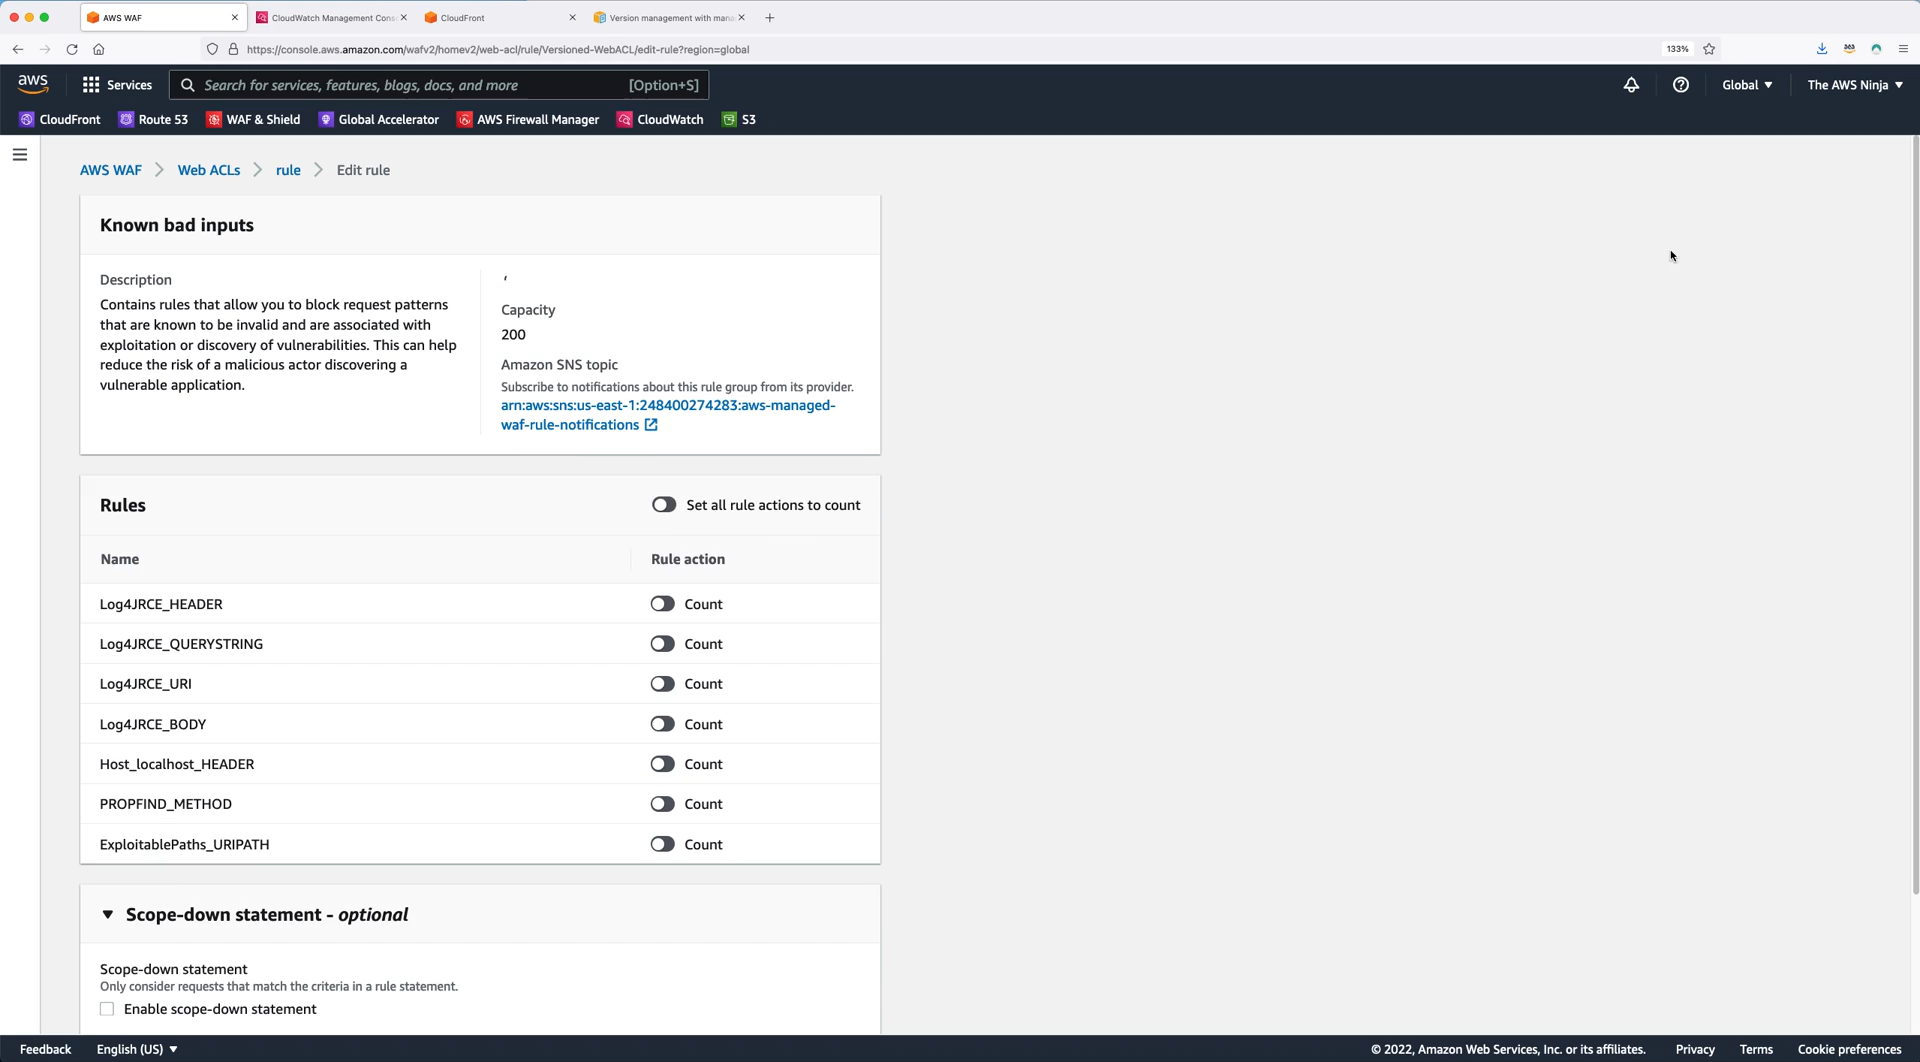 AWS WAF
CloudWatch Management Cons
CloudFront
Version management with mana
https://console.aws.amazon.com/wafv2/homev2/web-acl/rule/Versioned-WebACL/edit-rule?region=global
133%
aws
Services
Search for services, features, blogs, docs, and more
[Option+S]
Global
The AWS Ninja
CloudFront
Route 53
WAF & Shield
Global Accelerator
AWS Firewall Manager
CloudWatch
S3
AWS WAF
Web ACLs
rule
Edit rule
Known bad inputs
Description
Contains rules that allow you to block request patterns
that are known to be invalid and are associated with
exploitation or discovery of vulnerabilities. This can help
reduce the risk of a malicious actor discovering a
vulnerable application.
Capacity
200
Amazon SNS topic
Subscribe to notifications about this rule group from its provider.
arn:aws:sns:us-east-1:248400274283:aws-managed-
waf-rule-notifications
Rules
Set all rule actions to count
Name
Rule action
Log4JRCE_HEADER
Count
Log4JRCE_QUERYSTRING
Count
Log4JRCE_URI
Count
Log4JRCE_BODY
Count
Host_localhost_HEADER
Count
PROPFIND_METHOD
Count
ExploitablePaths_URIPATH
Count
Scope-down statement - optional
Scope-down statement
Only consider requests that match the criteria in a rule statement.
Enable scope-down statement
Feedback
English (US)
© 2022, Amazon Web Services, Inc. or its affiliates.
Privacy
Terms
Cookie preferences